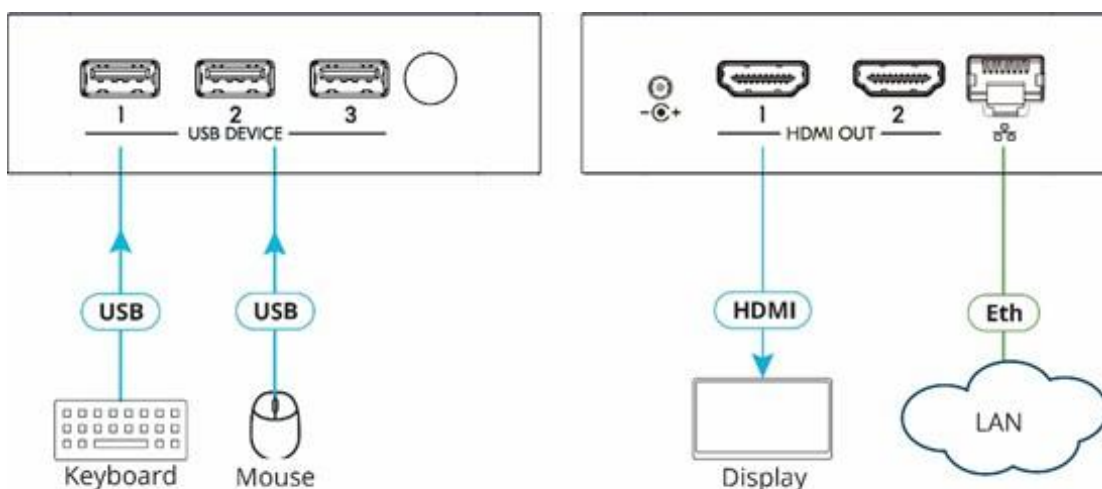 1 2 3
USB DEVICE
USB USB
Keyboard Mouse
1 2
HDMI OUT
HDMI Eth
LAN
Display